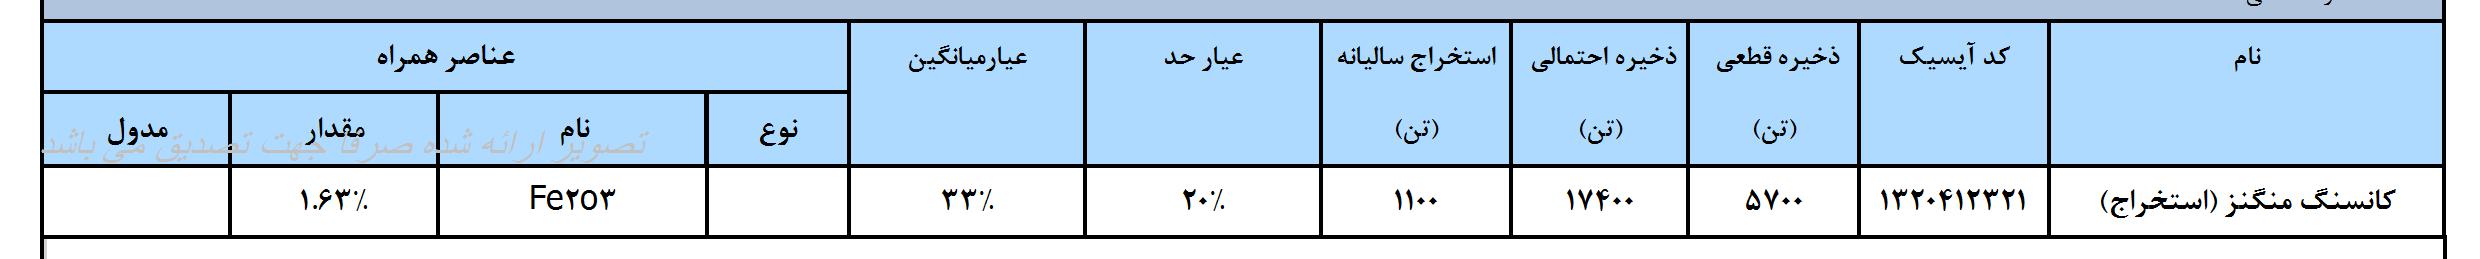 نام	کد آیسیک	ذخیره قطعی (تن)	ذخیره احتمالی (تن)	استخراج سالیانه (تن)	عیار حد	عیارمیانگین	عناصر همراه
نوع	نام	مقدار	مدول
تصویر ارائه شده صرفا جهت تصدیق می باشد
کانسنگ منگنز (استخراج)	۱۳۲۰۴۱۲۳۲۱	۵۷۰۰	۱۷۴۰۰	۱۱۰۰	۲۰%	۳۳%	Fe۲o۳	۱.۶۳%